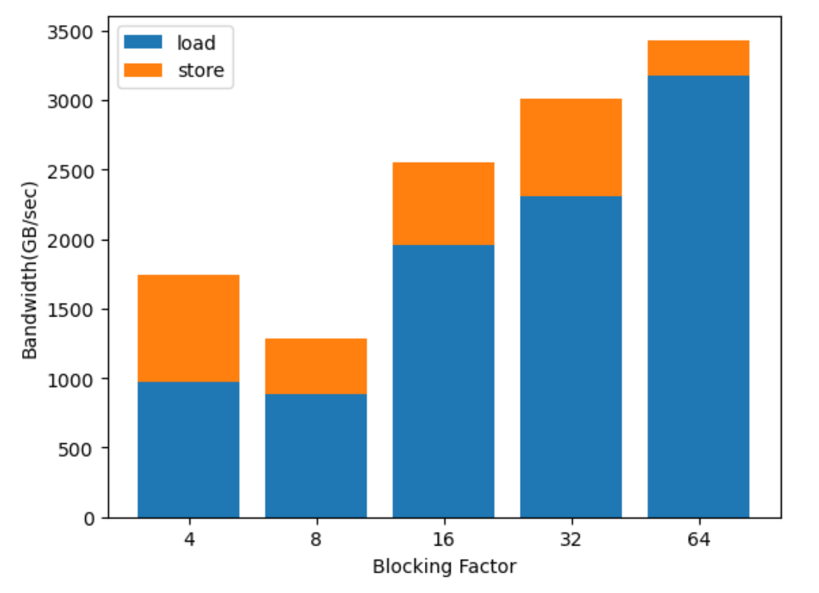 3500
3000
2500
2000
1500
1000
500
0
Bandwidth(GB/sec)
load
store
4 8 16 32 64
Blocking Factor